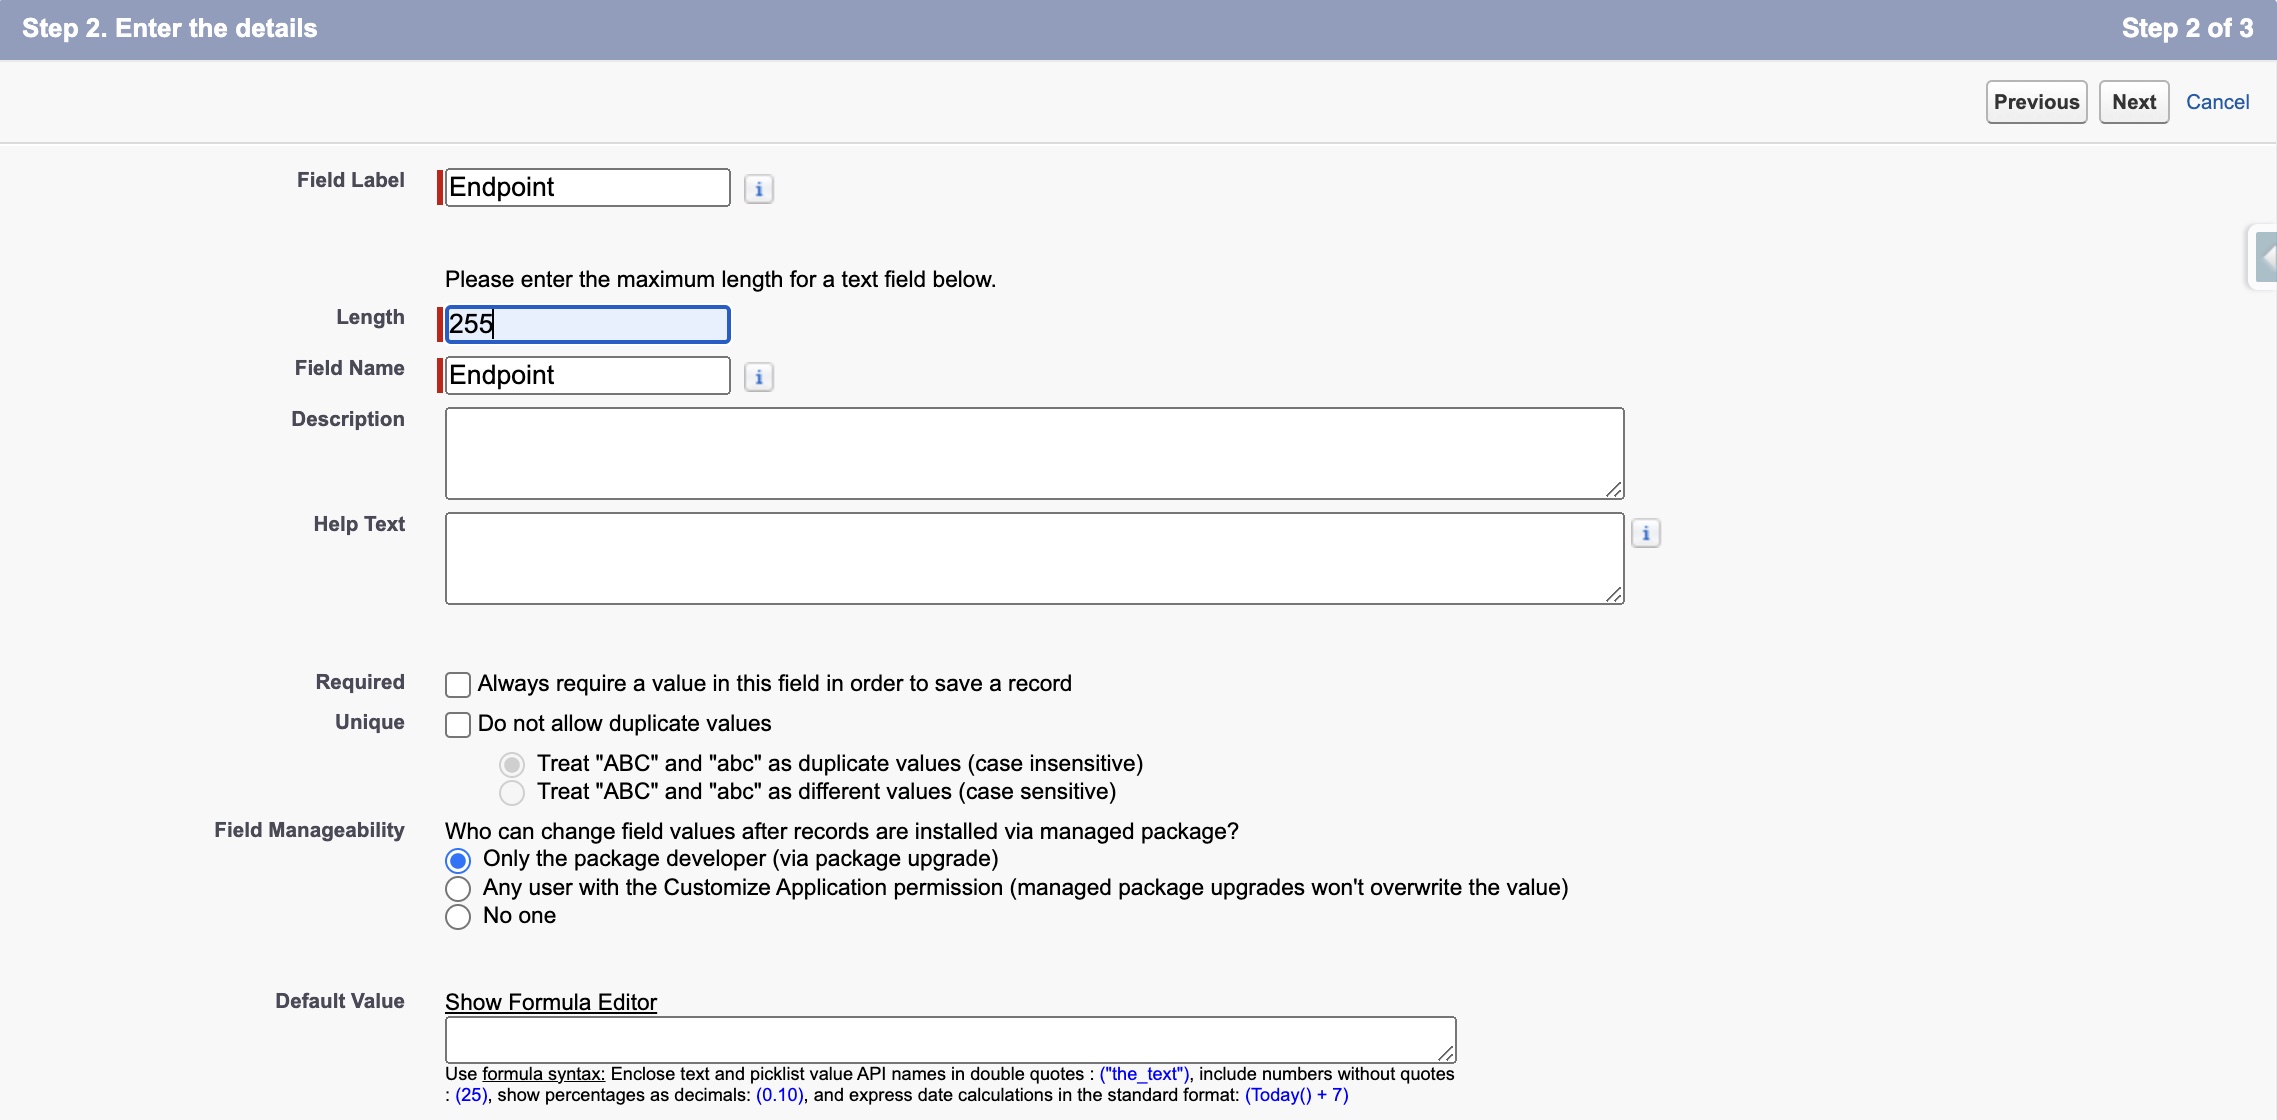 Step 2. Enter the details
Step 2 of 3
Previous
Next
Cancel
Field Label
Endpoint
i
Please enter the maximum length for a text field below.
Length
255
Field Name
Endpoint
i
Description
Help Text
i
Required
Always require a value in this field in order to save a record
Unique
Do not allow duplicate values
Treat "ABC" and "abc" as duplicate values (case insensitive)
Treat "ABC" and "abc" as different values (case sensitive)
Field Manageability
Who can change field values after records are installed via managed package?
Only the package developer (via package upgrade)
Any user with the Customize Application permission (managed package upgrades won't overwrite the value)
No one
Default Value
Show Formula Editor
Use formula syntax: Enclose text and picklist value API names in double quotes : ("the_text"), include numbers without quotes
: (25), show percentages as decimals: (0.10), and express date calculations in the standard format: (Today() + 7)